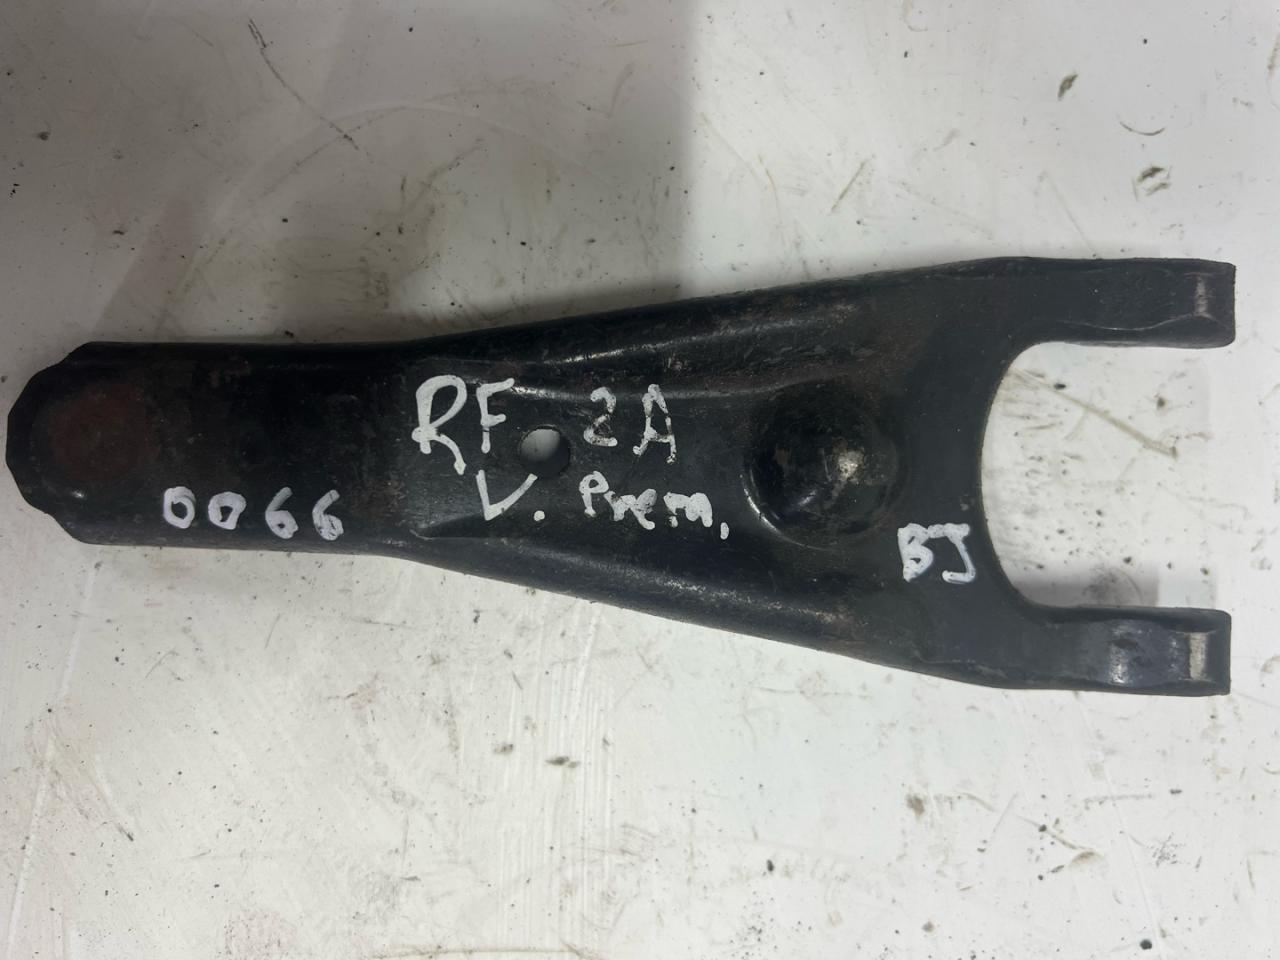 RF 2A
V. Prem,
0066
BJ